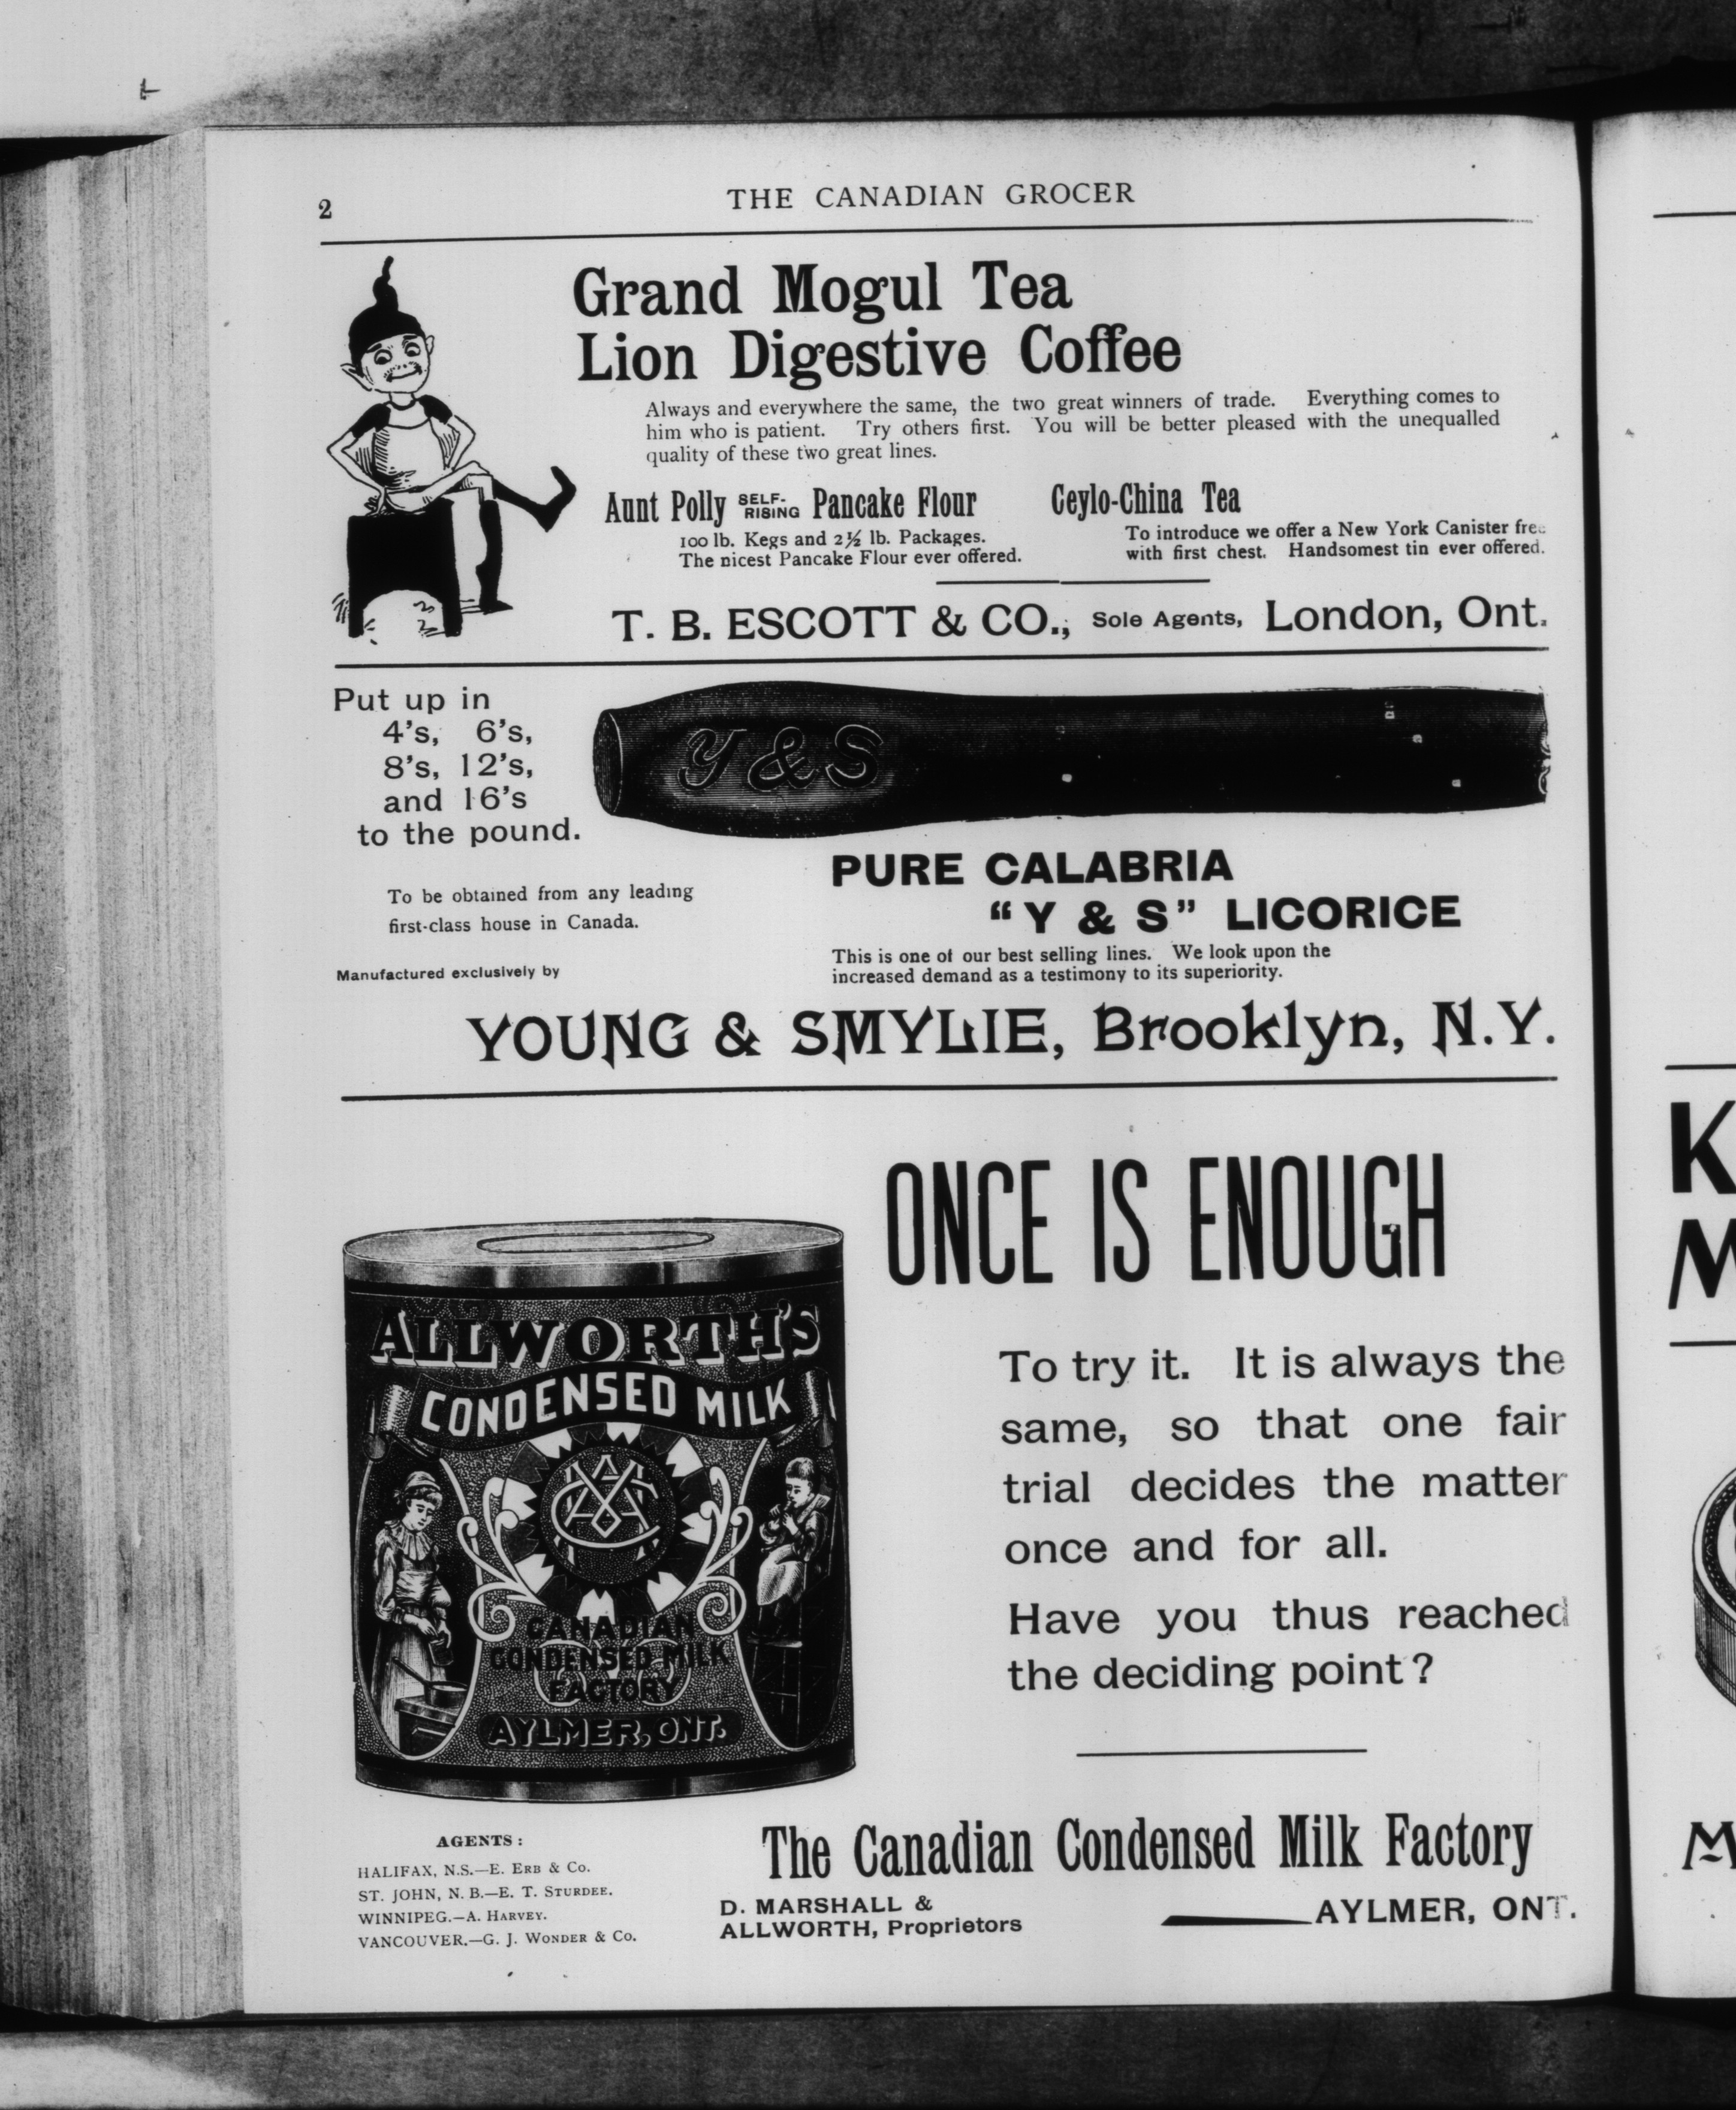 2
THE CANADIAN GROCER
Grand Mogul Tea
Lion Digestive Coffee
Always and everywhere the same, the two great winners of trade. Everything comes to
him who is patient. Try others first. You will be better pleased with the unequalled
quality of these two great lines.
Aunt Polly SELF-RISING Pancake Flour
100 lb. Kegs and 2½ lb. Packages.
The nicest Pancake Flour ever offered.
Ceylo-China Tea
To introduce we offer a New York Canister free
with first chest. Handsomest tin ever offered.
T. B. ESCOTT & CO., Sole Agents, London, Ont.
Put up in
4's, 6's,
8's, 12's,
and 16's
to the pound.
Y & S
To be obtained from any leading
first-class house in Canada.
Manufactured exclusively by
PURE CALABRIA
“Y & S” LICORICE
This is one of our best selling lines. We look upon the
increased demand as a testimony to its superiority.
YOUNG & SMYLIE, Brooklyn, N.Y.
ONCE IS ENOUGH
To try it. It is always the
same, so that one fair
trial decides the matter
once and for all.
Have you thus reached
the deciding point?
ALLWORTH'S
CONDENSED MILK
CANADIAN
CONDENSED MILK
FACTORY
AYLMER, ONT.
AGENTS:
HALIFAX, N.S.—E. ERB & CO.
ST. JOHN, N. B.—E. T. STURDEE.
WINNIPEG.—A. HARVEY.
VANCOUVER.—G. J. WONDER & CO.
The Canadian Condensed Milk Factory
D. MARSHALL &
ALLWORTH, Proprietors
AYLMER, ONT.
K
M
M